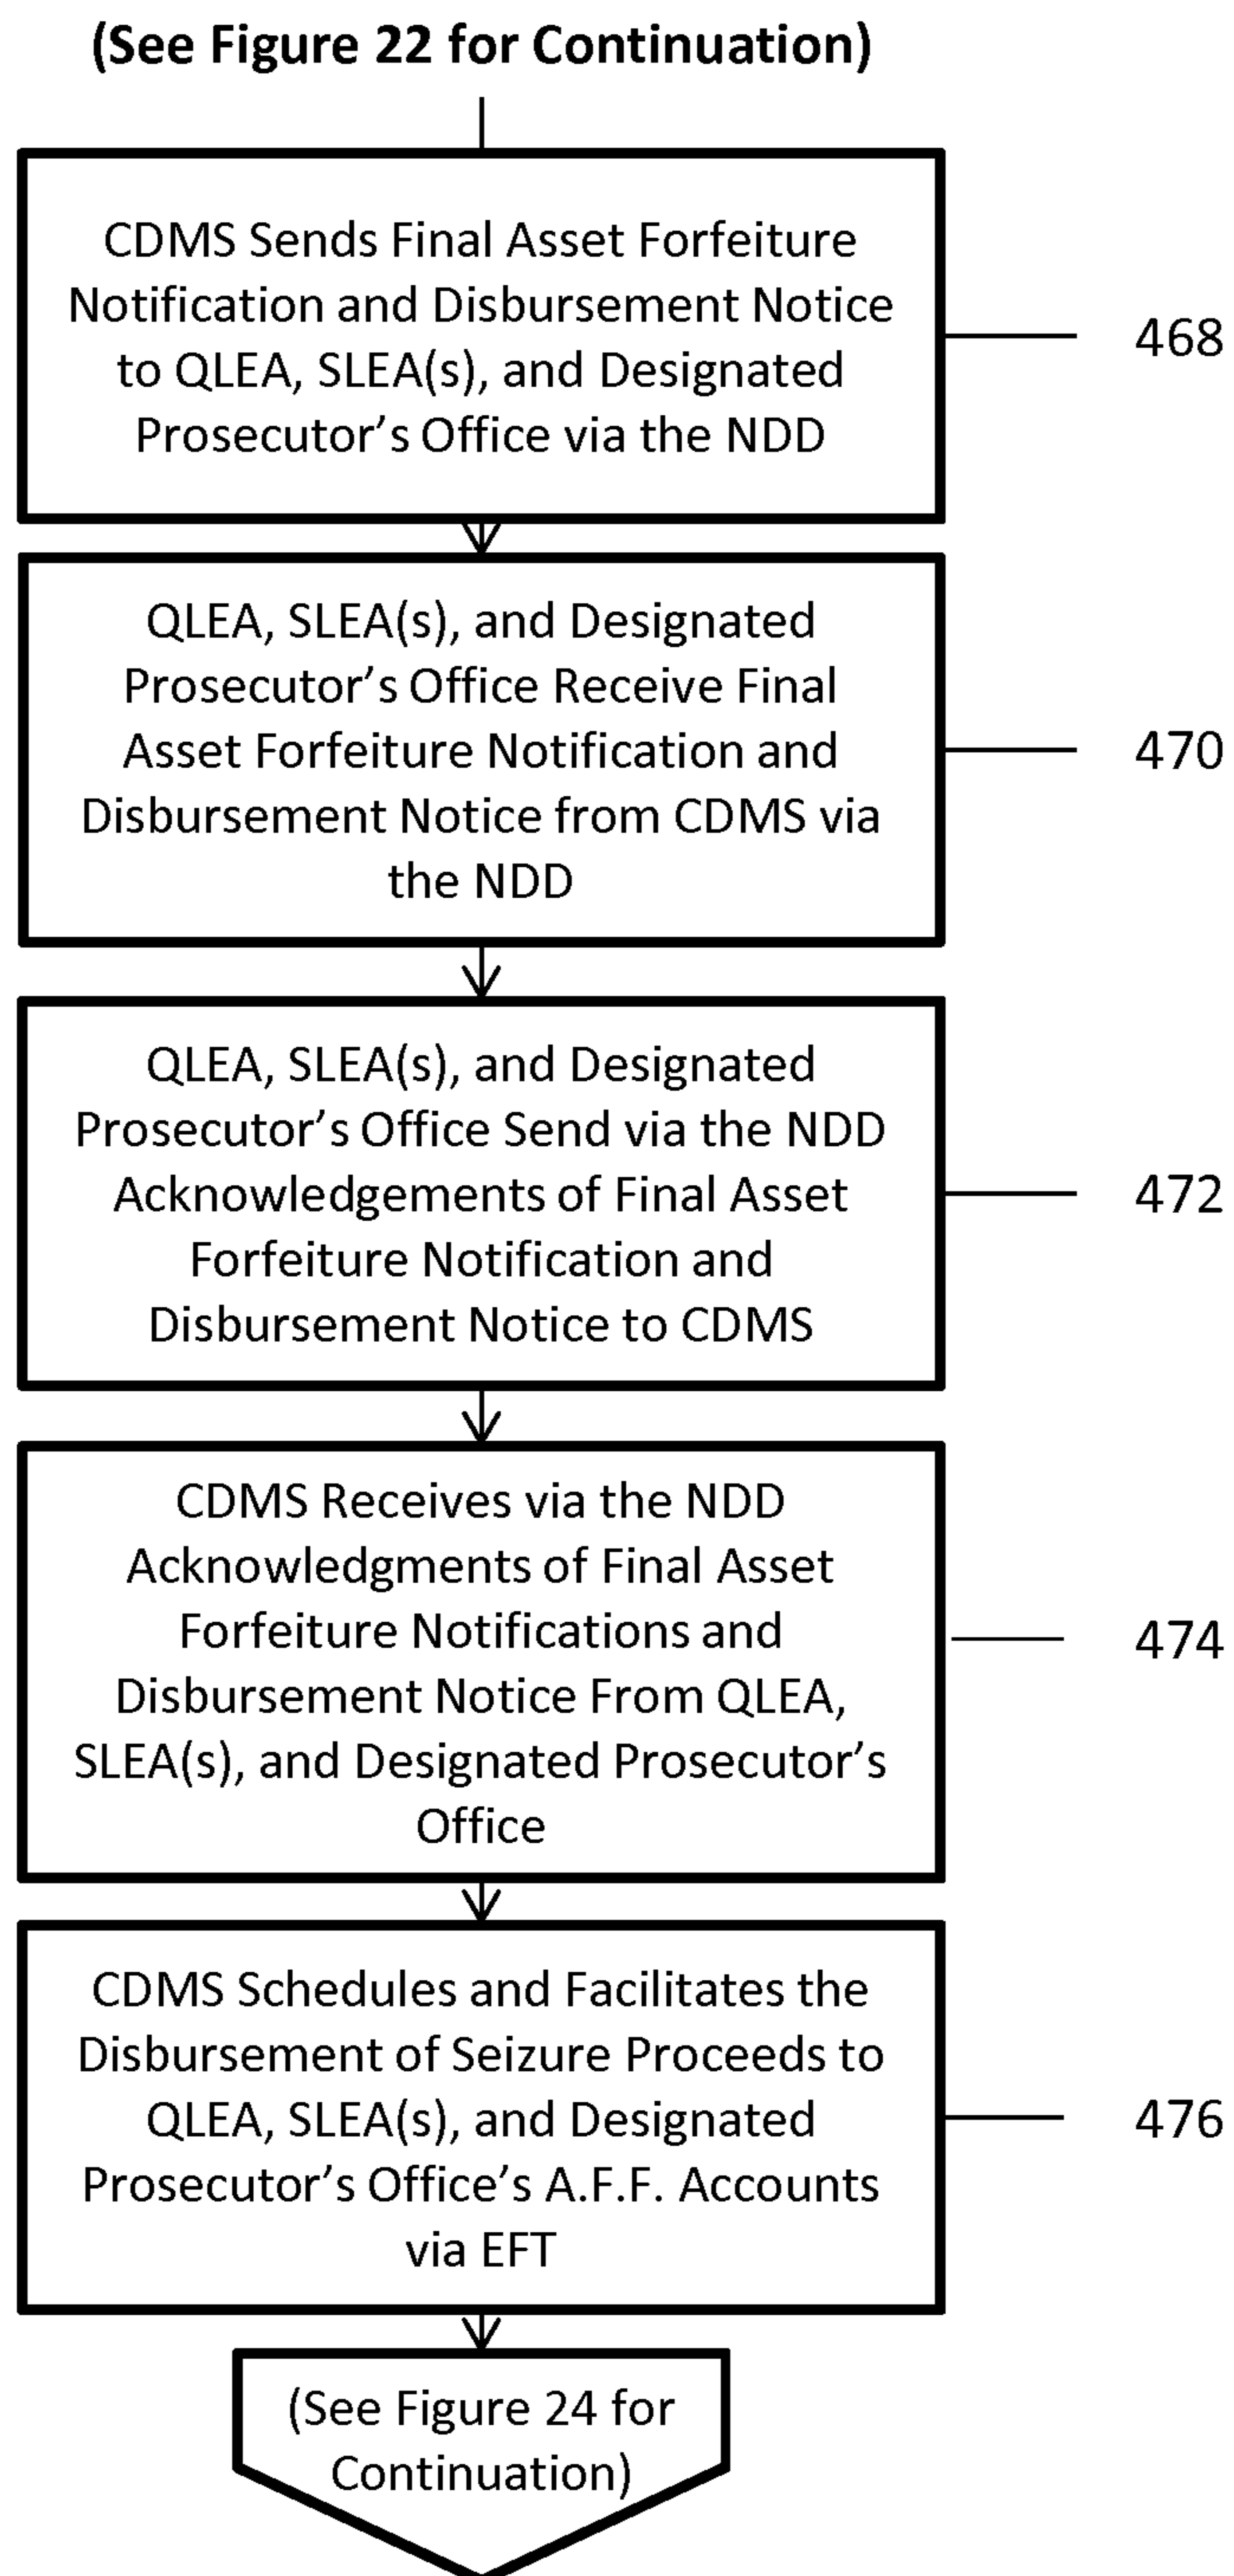 (See Figure 22 for Continuation)
CDMS Sends Final Asset Forfeiture
Notification and Disbursement Notice
to QLEA, SLEA(s), and Designated
Prosecutor’s Office via the NDD
468
QLEA, SLEA(s), and Designated
Prosecutor’s Office Receive Final
Asset Forfeiture Notification and
Disbursement Notice from CDMS via
the NDD
470
QLEA, SLEA(s), and Designated
Prosecutor’s Office Send via the NDD
Acknowledgements of Final Asset
Forfeiture Notification and
Disbursement Notice to CDMS
472
CDMS Receives via the NDD
Acknowledgments of Final Asset
Forfeiture Notifications and
Disbursement Notice From QLEA,
SLEA(s), and Designated Prosecutor’s
Office
474
CDMS Schedules and Facilitates the
Disbursement of Seizure Proceeds to
QLEA, SLEA(s), and Designated
Prosecutor’s Office’s A.F.F. Accounts
via EFT
476
(See Figure 24 for
Continuation)